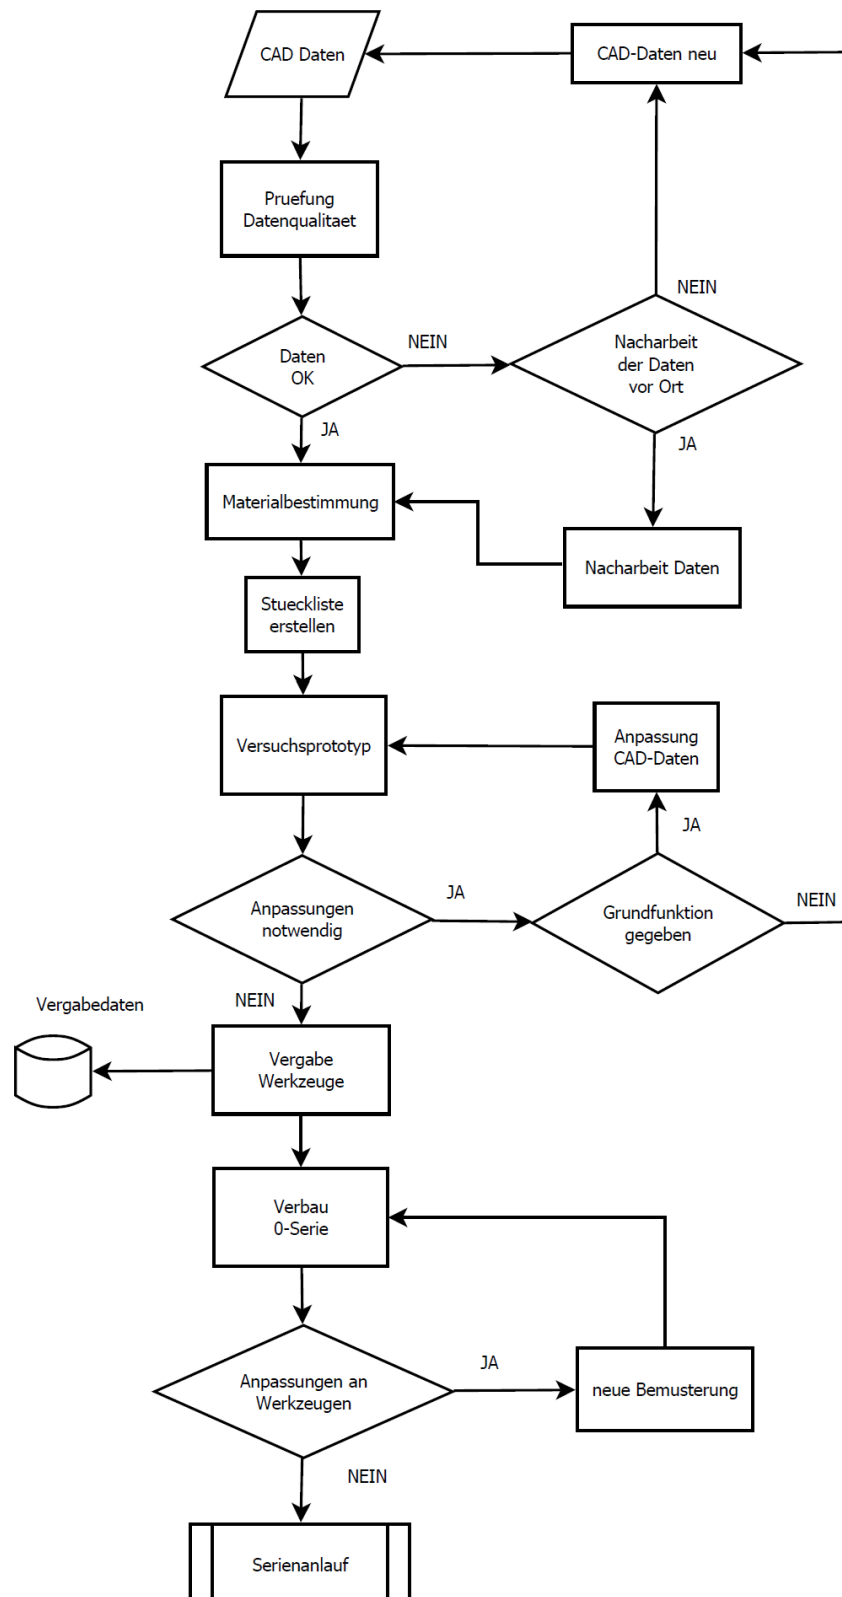 CAD Daten
CAD-Daten neu
Pruefung
Datenqualitaet
NEIN
Daten
OK
NEIN
Nacharbeit
der Daten
vor Ort
JA
JA
Materialbestimmung
Nacharbeit Daten
Stueckliste
erstellen
Versuchsprototyp
Anpassung
CAD-Daten
JA
Anpassungen
notwendig
JA
Grundfunktion
gegeben
NEIN
NEIN
Vergabedaten
Vergabe
Werkzeuge
Verbau
0-Serie
Anpassungen an
Werkzeugen
JA
neue Bemusterung
NEIN
Serienanlauf